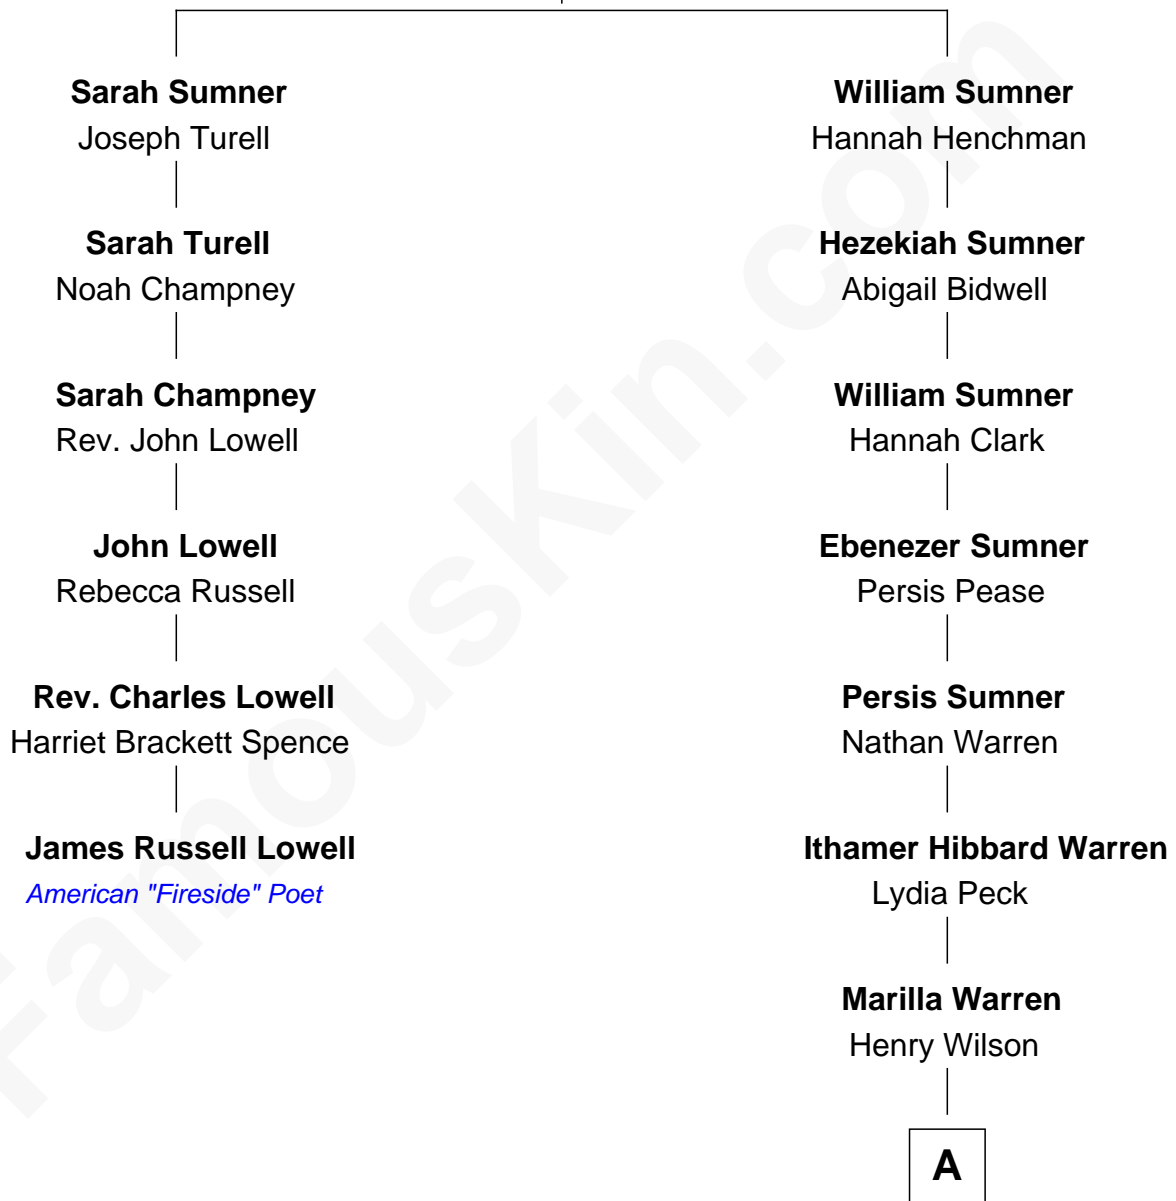 Sarah Sumner
Joseph Turell
Sarah Turell
Noah Champney
Sarah Champney
Rev. John Lowell
John Lowell
Rebecca Russell
Rev. Charles Lowell
Harriet Brackett Spence
James Russell Lowell
American "Fireside" Poet
William Sumner
Hannah Henchman
Hezekiah Sumner
Abigail Bidwell
William Sumner
Hannah Clark
Ebenezer Sumner
Persis Pease
Persis Sumner
Nathan Warren
Ithamer Hibbard Warren
Lydia Peck
Marilla Warren
Henry Wilson
A
FamousKin.com